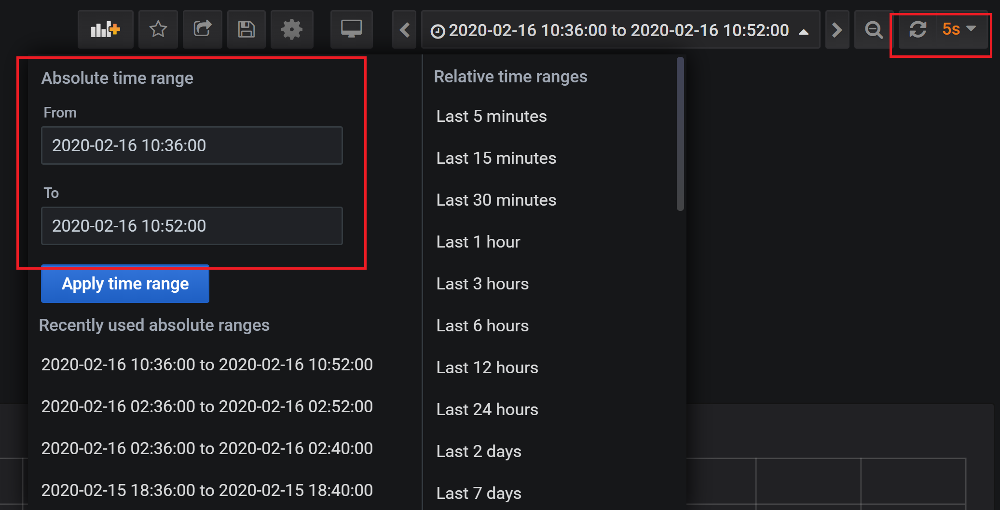 2020-02-16 10:36:00 to 2020-02-16 10:52:00
5s
Absolute time range
From
2020-02-16 10:36:00
To
2020-02-16 10:52:00
Apply time range
Recently used absolute ranges
2020-02-16 10:36:00 to 2020-02-16 10:52:00
2020-02-16 02:36:00 to 2020-02-16 02:52:00
2020-02-16 02:36:00 to 2020-02-16 02:40:00
2020-02-15 18:36:00 to 2020-02-15 18:40:00
Relative time ranges
Last 5 minutes
Last 15 minutes
Last 30 minutes
Last 1 hour
Last 3 hours
Last 6 hours
Last 12 hours
Last 24 hours
Last 2 days
Last 7 days